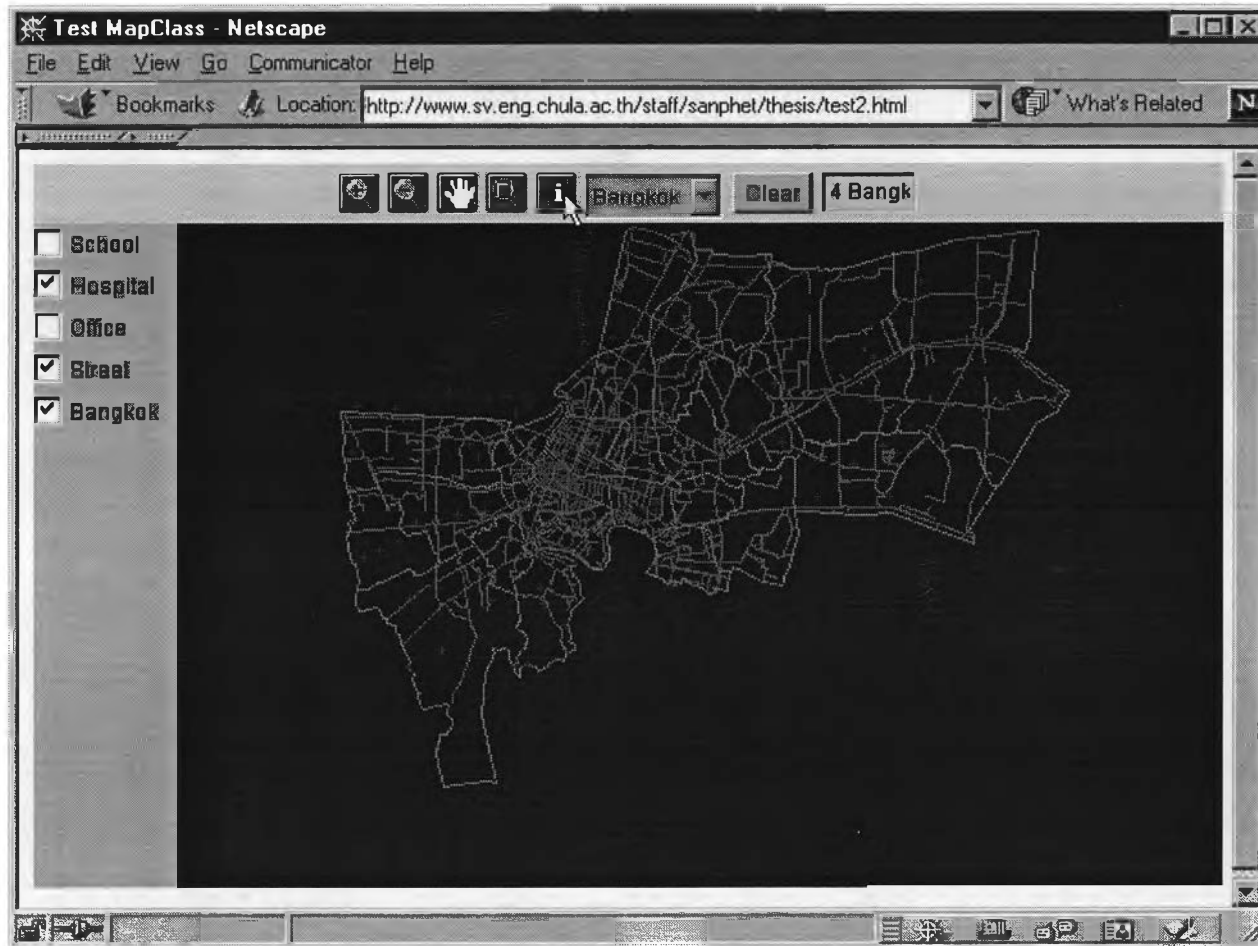 Test MapClass - Netscape
File Edit View Go Communicator Help
Bookmarks Location: http://www.sv.eng.chula.ac.th/staff/sanphet/thesis/test2.html What's Related N
i Bangkok Clear 4 Bangk
School
Hospital
Office
Street
Bangkok